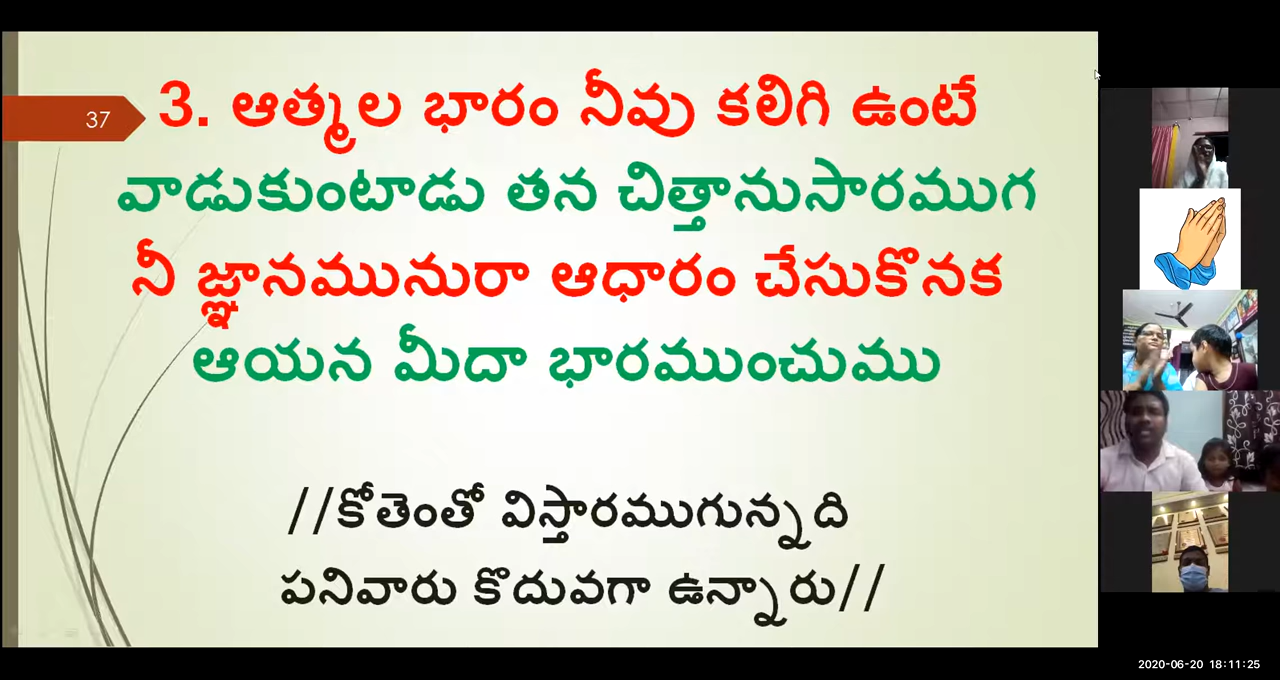 37
3. ఆత్మల భారం నీవు కలిగి ఉంటే
వాడుకుంటాడు తన చిత్తానుసారముగ
నీ జ్ఞానమునురా ఆధారం చేసుకొనక
ఆయన మీదా భారముంచుము
//కోతెంతో విస్తారముగున్నది
పనివారు కొదువగా ఉన్నారు//
2020-06-20 18:11:25